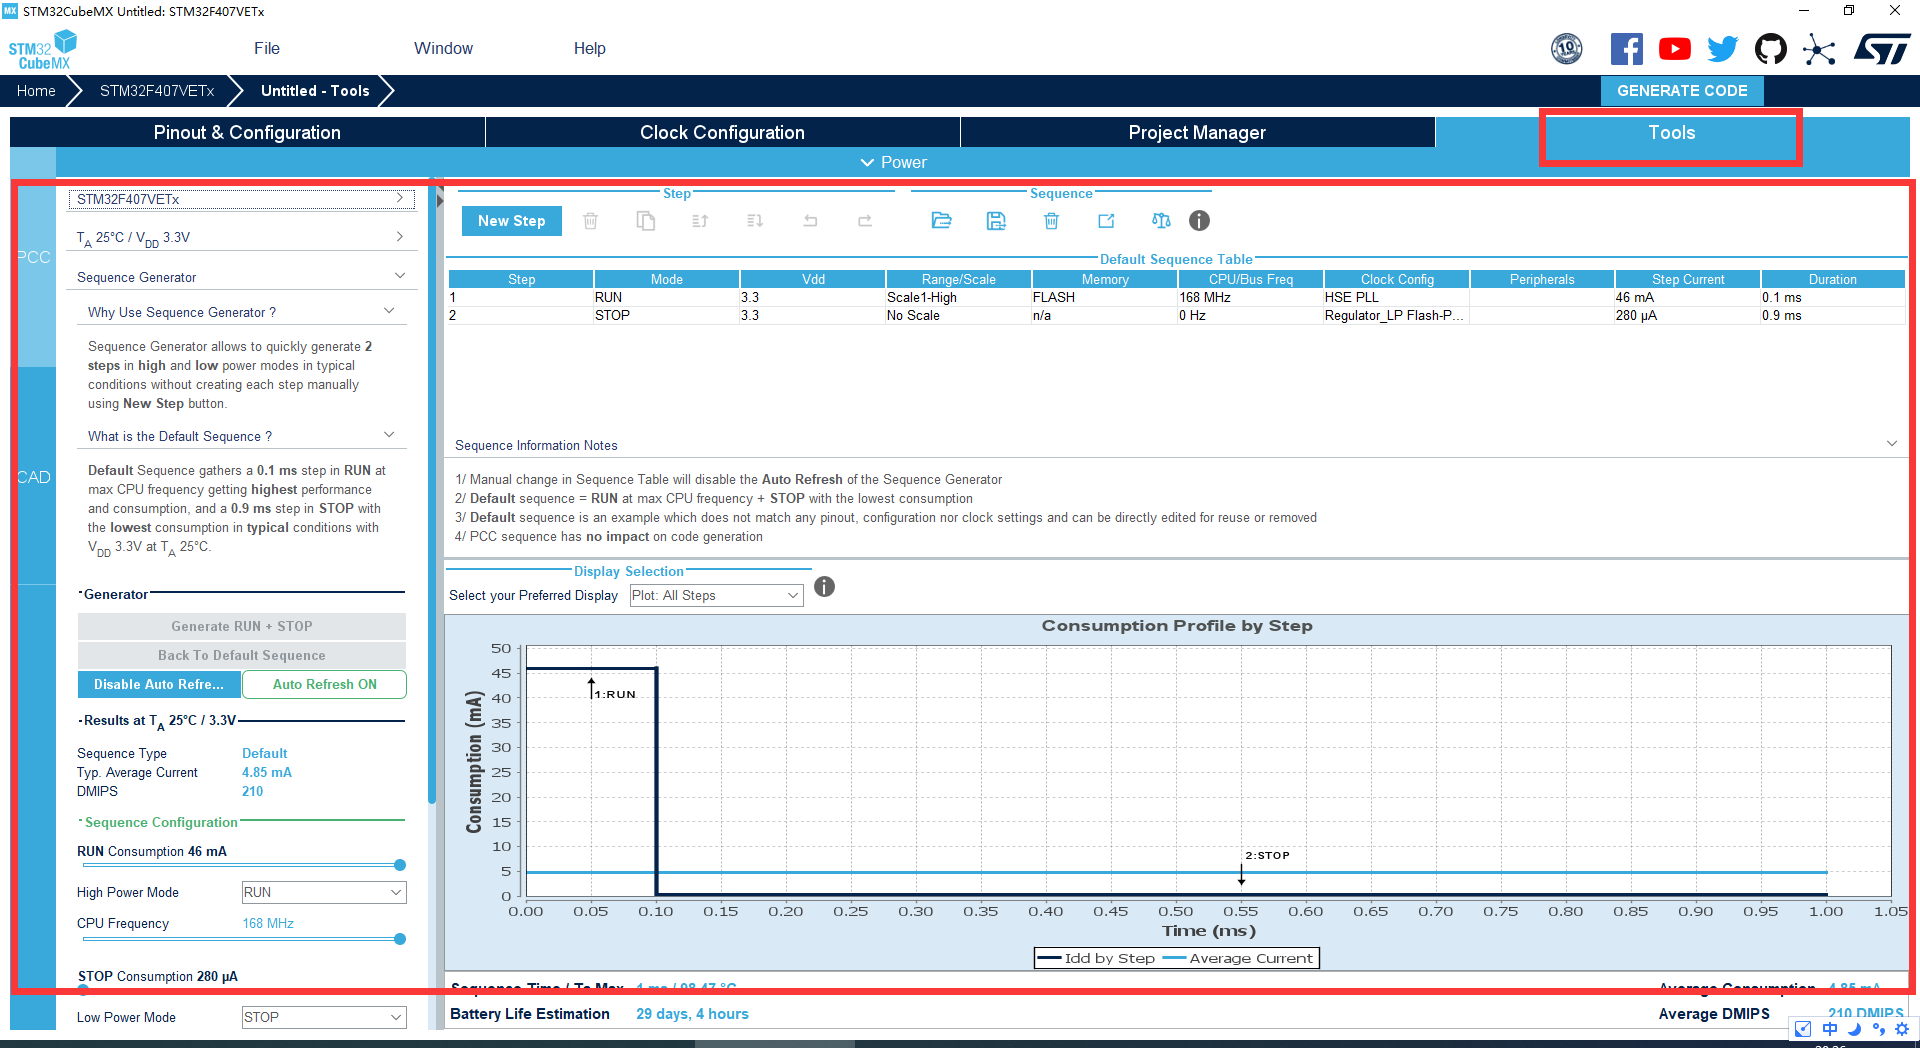 STM32CubeMX Untitled: STM32F407VETx
STM32
CubeMX
File
Window
Help
10
Home
STM32F407VETx
Untitled - Tools
GENERATE CODE
Pinout & Configuration
Clock Configuration
Project Manager
Tools
Power
PCC
CAD
STM32F407VETx
TA 25°C / VDD 3.3V
Sequence Generator
Why Use Sequence Generator ?
Sequence Generator allows to quickly generate 2
steps in high and low power modes in typical
conditions without creating each step manually
using New Step button.
What is the Default Sequence ?
Default Sequence gathers a 0.1 ms step in RUN at
max CPU frequency getting highest performance
and consumption, and a 0.9 ms step in STOP with
the lowest consumption in typical conditions with
VDD 3.3V at TA 25°C.
Generator
Generate RUN + STOP
Back To Default Sequence
Disable Auto Refre...
Auto Refresh ON
Results at TA 25°C / 3.3V
Sequence Type Default
Typ. Average Current 4.85 mA
DMIPS 210
Sequence Configuration
RUN Consumption 46 mA
High Power Mode RUN
CPU Frequency 168 MHz
STOP Consumption 280 µA
Low Power Mode STOP
Step
Sequence
New Step
Default Sequence Table
Step Mode Vdd Range/Scale Memory CPU/Bus Freq Clock Config Peripherals Step Current Duration
1 RUN 3.3 Scale1-High FLASH 168 MHz HSE PLL 46 mA 0.1 ms
2 STOP 3.3 No Scale n/a 0 Hz Regulator_LP Flash-P... 280 µA 0.9 ms
Sequence Information Notes
1/ Manual change in Sequence Table will disable the Auto Refresh of the Sequence Generator
2/ Default sequence = RUN at max CPU frequency + STOP with the lowest consumption
3/ Default sequence is an example which does not match any pinout, configuration nor clock settings and can be directly edited for reuse or removed
4/ PCC sequence has no impact on code generation
Display Selection
Select your Preferred Display Plot: All Steps
Consumption Profile by Step
Consumption (mA)
50
45
40
35
30
25
20
15
10
5
0
1:RUN
2:STOP
0.00 0.05 0.10 0.15 0.20 0.25 0.30 0.35 0.40 0.45 0.50 0.55 0.60 0.65 0.70 0.75 0.80 0.85 0.90 0.95 1.00 1.05
Time (ms)
Idd by Step Average Current
Sequence Time / Ta Max 1 ms / 98.47 °C
Average Consumption 4.85 mA
Battery Life Estimation 29 days, 4 hours
Average DMIPS 210 DMIPS
中